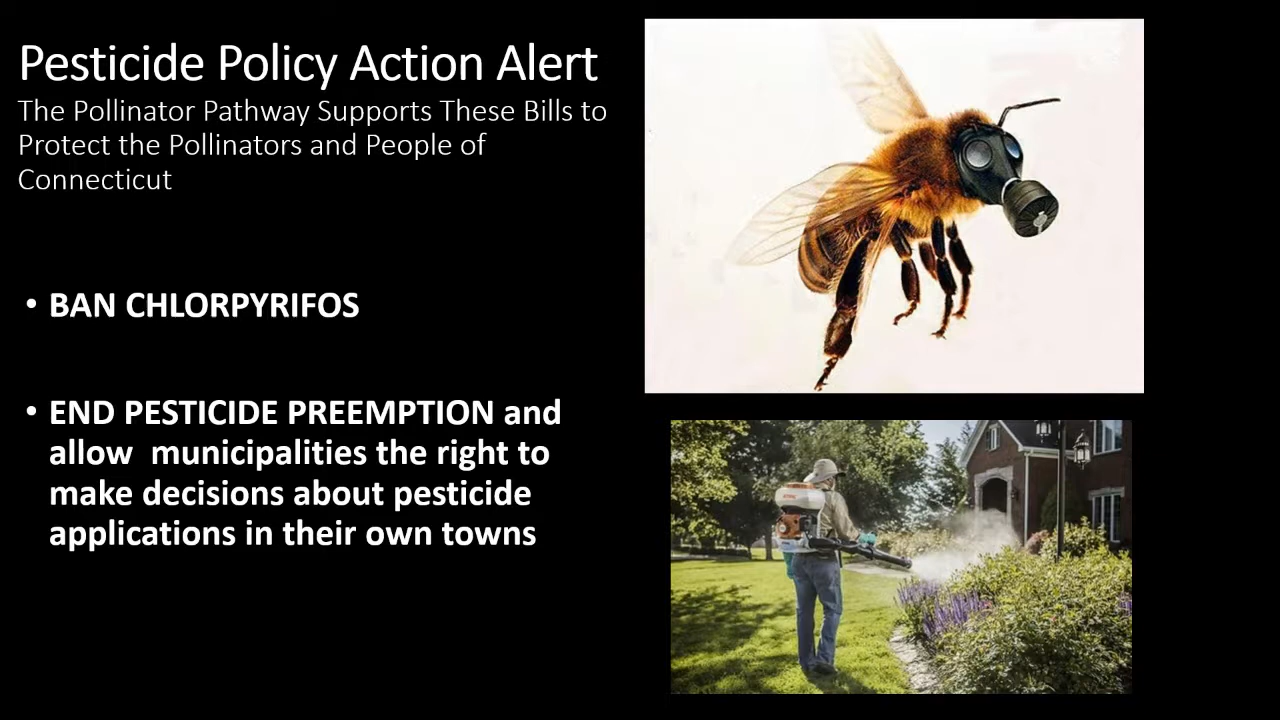 Pesticide Policy Action Alert
The Pollinator Pathway Supports These Bills to
Protect the Pollinators and People of
Connecticut
• BAN CHLORPYRIFOS
• END PESTICIDE PREEMPTION and
allow  municipalities the right to
make decisions about pesticide
applications in their own towns